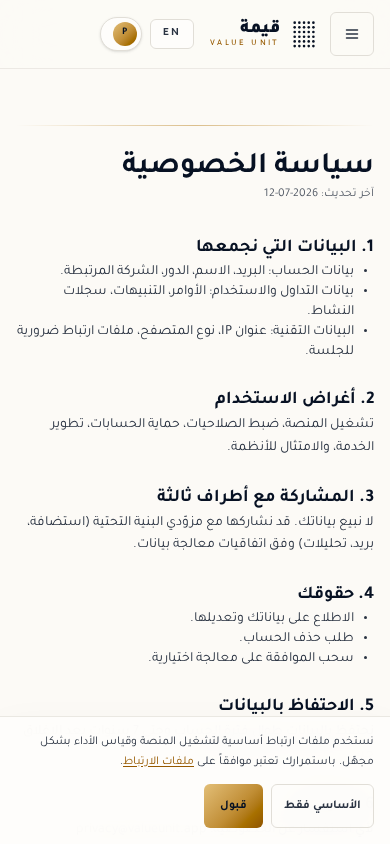 قيمة
VALUE UNIT
EN
P
سياسة الخصوصية
آخر تحديث: 2026-07-12
1. البيانات التي نجمعها
• بيانات الحساب: البريد، الاسم، الدور، الشركة المرتبطة.
• بيانات التداول والاستخدام: الأوامر، التنبيهات، سجلات
النشاط.
• البيانات التقنية: عنوان IP، نوع المتصفح، ملفات ارتباط ضرورية
للجلسة.
2. أغراض الاستخدام
تشغيل المنصة، ضبط الصلاحيات، حماية الحسابات، تطوير
الخدمة، والامتثال للأنظمة.
3. المشاركة مع أطراف ثالثة
لا نبيع بياناتك. قد نشاركها مع مزوّدي البنية التحتية (استضافة،
بريد، تحليلات) وفق اتفاقيات معالجة بيانات.
4. حقوقك
• الاطلاع على بياناتك وتعديلها.
• طلب حذف الحساب.
• سحب الموافقة على معالجة اختيارية.
5. الاحتفاظ بالبيانات
نستخدم ملفات ارتباط أساسية لتشغيل المنصة وقياس الأداء بشكل
مجهّل. باستمرارك تعتبر موافقاً على ملفات الارتباط.
الأساسي فقط
قبول